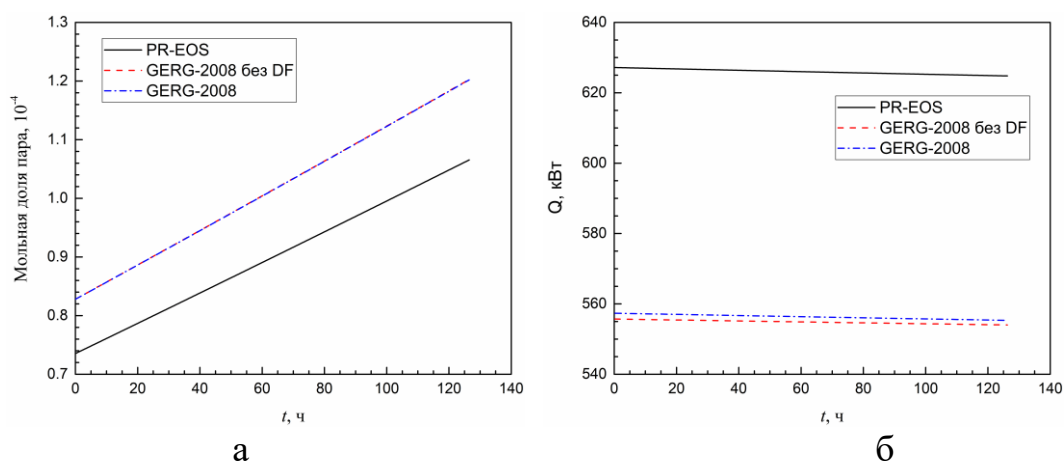 1.3
1.2
1.1
1.0
0.9
0.8
0.7
Мольная доля пара, 10-4
PR-EOS
GERG-2008 без DF
GERG-2008
0 20 40 60 80 100 120 140
t, ч
а
640
620
600
580
560
540
Q, кВт
PR-EOS
GERG-2008 без DF
GERG-2008
0 20 40 60 80 100 120 140
t, ч
б